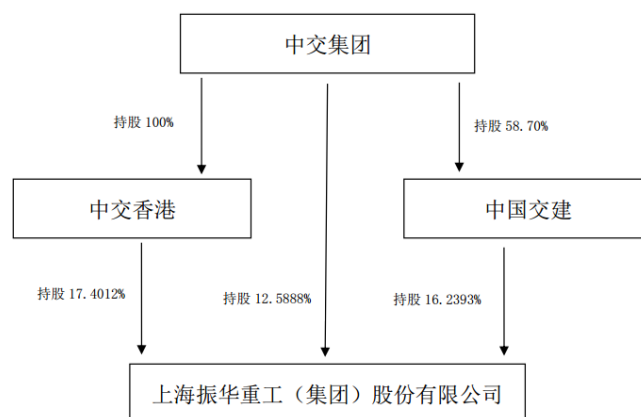 中交集团
持股 100%
持股 58.70%
中交香港
中国交建
持股 17.4012%
持股 12.5888%
持股 16.2393%
上海振华重工（集团）股份有限公司